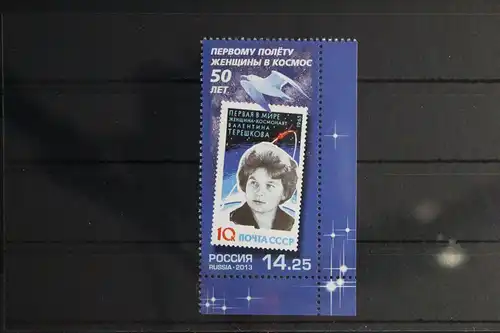 ПЕРВОМУ ПОЛЁТУ
ЖЕНЩИНЫ В КОСМОС
50
ЛЕТ
ПЕРВАЯ В МИРЕ
ЖЕНЩИНА-КОСМОНАВТ
ВАЛЕНТИНА
ТЕРЕШКОВА
1963
10 ПОЧТА СССР
РОССИЯ 14.25
RUSSIA•2013